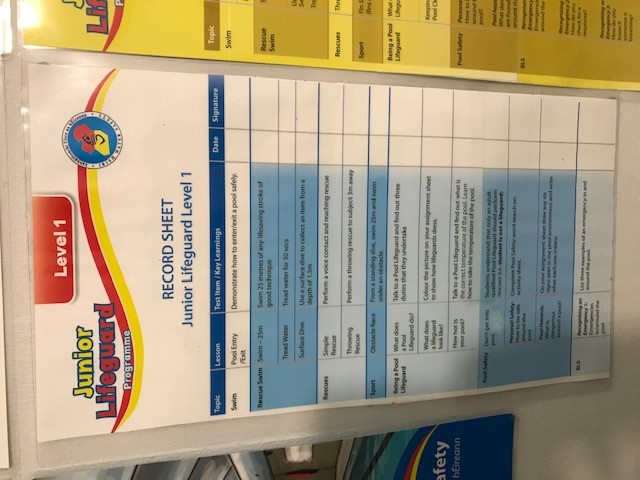 Level 1
Junior
Lifeguard
Programme
RECORD SHEET
Junior Lifeguard Level 1
Topic Lesson Test Item / Key Learnings Date Signature
Swim Pool Entry Demonstrate how to enter/exit a pool safely.
/Exit
Rescue Swim Swim – 25m Swim 25 metres of any lifesaving stroke of
good technique
Tread Water Tread water for 30 secs
Surface Dive Use a surface dive to collect an item from a
depth of 1.5m
Rescues Simple Perform a voice contact and reaching rescue
Rescue
Throwing Perform a throwing rescue to subject 3m away
Rescue
Sport Obstacle Race From a standing dive, swim 25m and swim
under an obstacle.
Being a Pool What does Talk to a Pool Lifeguard and find out three
Lifeguard a Pool duties that they undertake
Lifeguard do?
What does Colour the picture on your assignment sheet
a lifeguard to show how lifeguards dress.
look like?
How hot is Talk to a Pool Lifeguard and find out what is
your pool? the correct temperature of the pool. Learn
how to take the temperature of the pool.
Pool Safety Don't get into Students understand that only an adult
pool. qualified Pool Lifeguard should perform
rescues (i.e. student is not a lifeguard)
Personal Safety: Complete Pool word search on
How to be safe activity sheet.
around the
pool
Pool Hazards: On your assignment sheet draw any six
What is signs seen in the pool environment and write
dangerous what each one means
around a pool?
BLS Recognising an List three examples of an emergency in and
Emergency 1: around the pool.
Emergencies
in/around the
pool
afety
hÉireann
Topic
Swim
Rescue
Swim
Rescues
Sport
Being a Pool
Lifeguard
Pool Safety
BLS